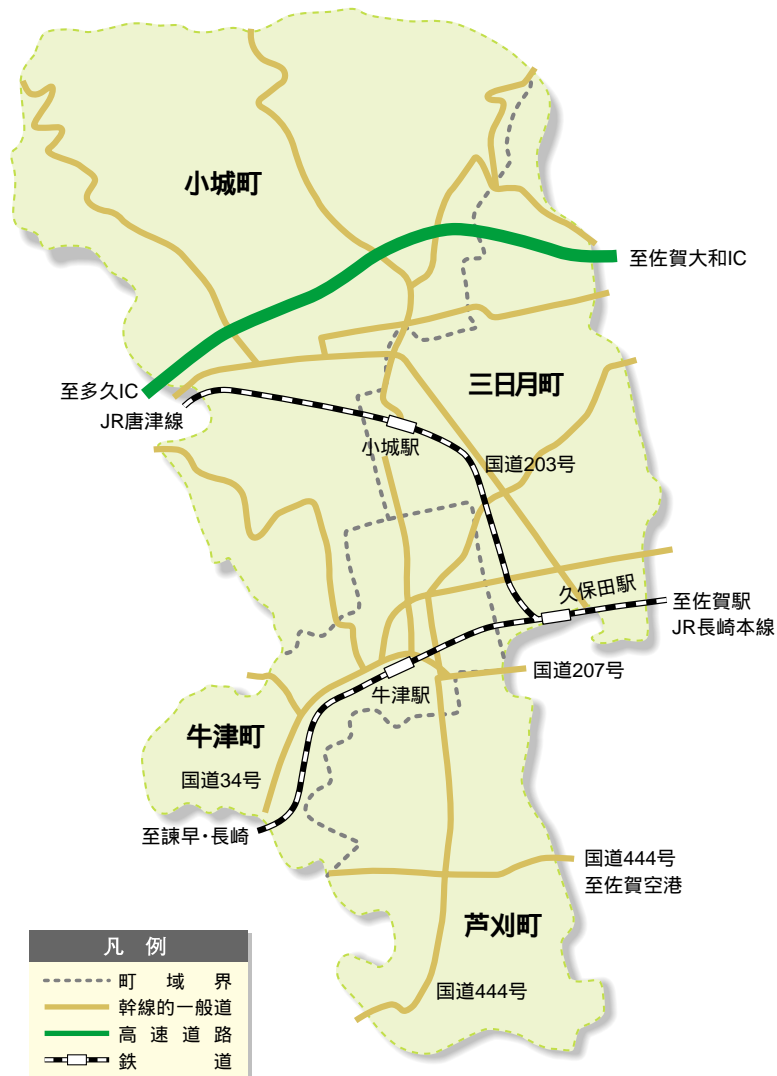 小城町
至佐賀大和IC
至多久IC
JR唐津線
三日月町
小城駅
国道203号
久保田駅
至佐賀駅
JR長崎本線
国道207号
牛津駅
牛津町
国道34号
至諫早・長崎
国道444号
至佐賀空港
芦刈町
国道444号
凡例
町域界
幹線的一般道
高速道路
鉄道